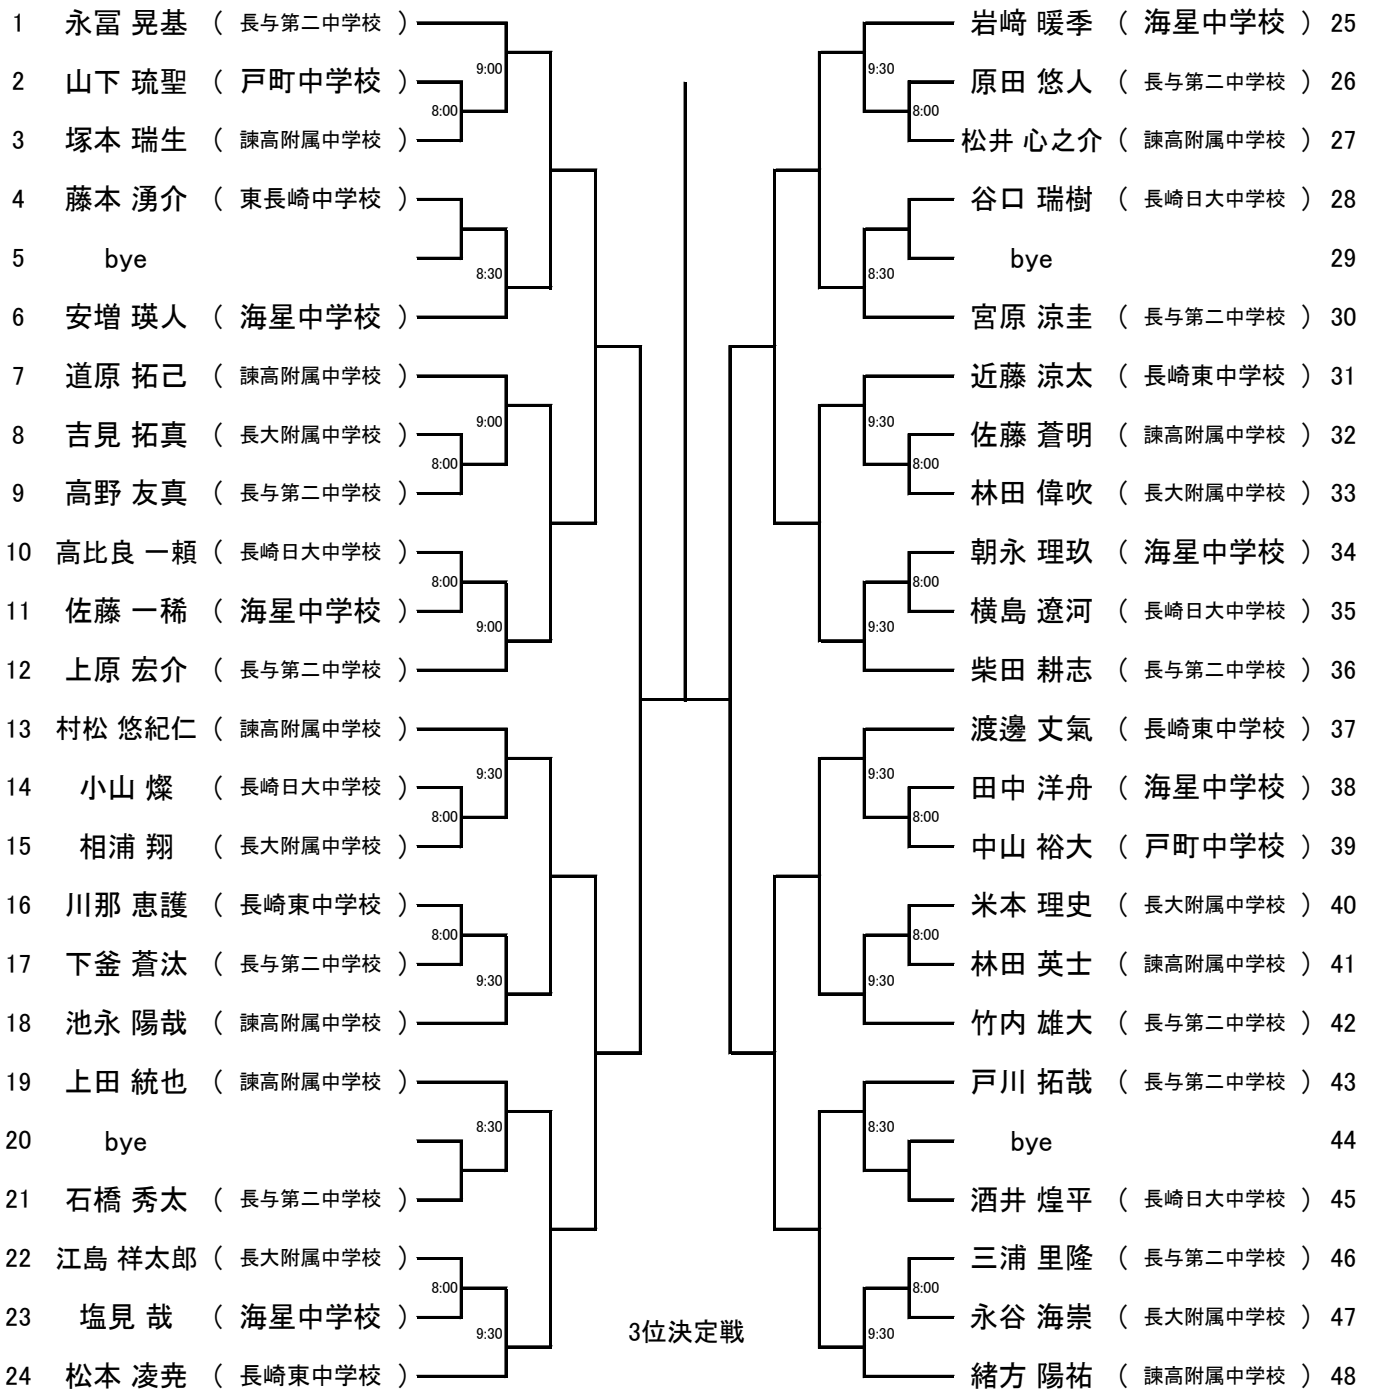 1 永冨 晃基 ( 長与第二中学校 )
9:00
2 山下 琉聖 ( 戸町中学校 )
8:00
3 塚本 瑞生 ( 諫高附属中学校 )
4 藤本 湧介 ( 東長崎中学校 )
5 bye
8:30
6 安増 瑛人 ( 海星中学校 )
7 道原 拓己 ( 諫高附属中学校 )
9:00
8 吉見 拓真 ( 長大附属中学校 )
8:00
9 高野 友真 ( 長与第二中学校 )
10 高比良 一頼 ( 長崎日大中学校 )
8:00
11 佐藤 一稀 ( 海星中学校 )
9:00
12 上原 宏介 ( 長与第二中学校 )
13 村松 悠紀仁 ( 諫高附属中学校 )
9:30
14 小山 燦 ( 長崎日大中学校 )
8:00
15 相浦 翔 ( 長大附属中学校 )
16 川那 恵護 ( 長崎東中学校 )
8:00
17 下釜 蒼汰 ( 長与第二中学校 )
9:30
18 池永 陽哉 ( 諫高附属中学校 )
19 上田 統也 ( 諫高附属中学校 )
8:30
20 bye
21 石橋 秀太 ( 長与第二中学校 )
22 江島 祥太郎 ( 長大附属中学校 )
8:00
23 塩見 哉 ( 海星中学校 )
9:30
24 松本 凌尭 ( 長崎東中学校 )
3位決定戦
岩﨑 暖季 ( 海星中学校 ) 25
9:30
原田 悠人 ( 長与第二中学校 ) 26
8:00
松井 心之介 ( 諫高附属中学校 ) 27
谷口 瑞樹 ( 長崎日大中学校 ) 28
bye 29
8:30
宮原 涼圭 ( 長与第二中学校 ) 30
近藤 涼太 ( 長崎東中学校 ) 31
9:30
佐藤 蒼明 ( 諫高附属中学校 ) 32
8:00
林田 偉吹 ( 長大附属中学校 ) 33
朝永 理玖 ( 海星中学校 ) 34
8:00
横島 遼河 ( 長崎日大中学校 ) 35
9:30
柴田 耕志 ( 長与第二中学校 ) 36
渡邊 丈氣 ( 長崎東中学校 ) 37
9:30
田中 洋舟 ( 海星中学校 ) 38
8:00
中山 裕大 ( 戸町中学校 ) 39
米本 理史 ( 長大附属中学校 ) 40
8:00
林田 英士 ( 諫高附属中学校 ) 41
9:30
竹内 雄大 ( 長与第二中学校 ) 42
戸川 拓哉 ( 長与第二中学校 ) 43
8:30
bye 44
酒井 煌平 ( 長崎日大中学校 ) 45
三浦 里隆 ( 長与第二中学校 ) 46
8:00
永谷 海崇 ( 長大附属中学校 ) 47
9:30
緒方 陽祐 ( 諫高附属中学校 ) 48